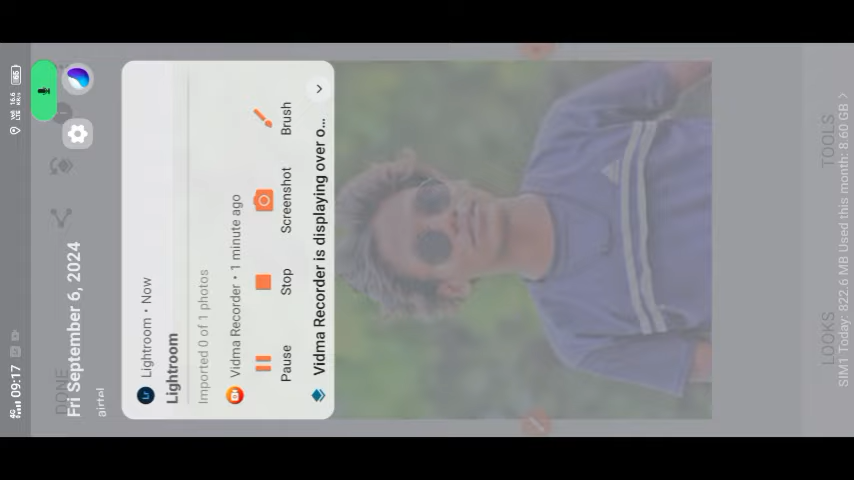 09:17
Fri September 6, 2024
airtel
DONE
Lightroom • Now
Lightroom
Imported 0 of 1 photos
Vidma Recorder • 1 minute ago
Pause
Stop
Screenshot
Brush
Vidma Recorder is displaying over o...
LOOKS
TOOLS
SIM1 Today: 822.6 MB Used this month: 8.60 GB